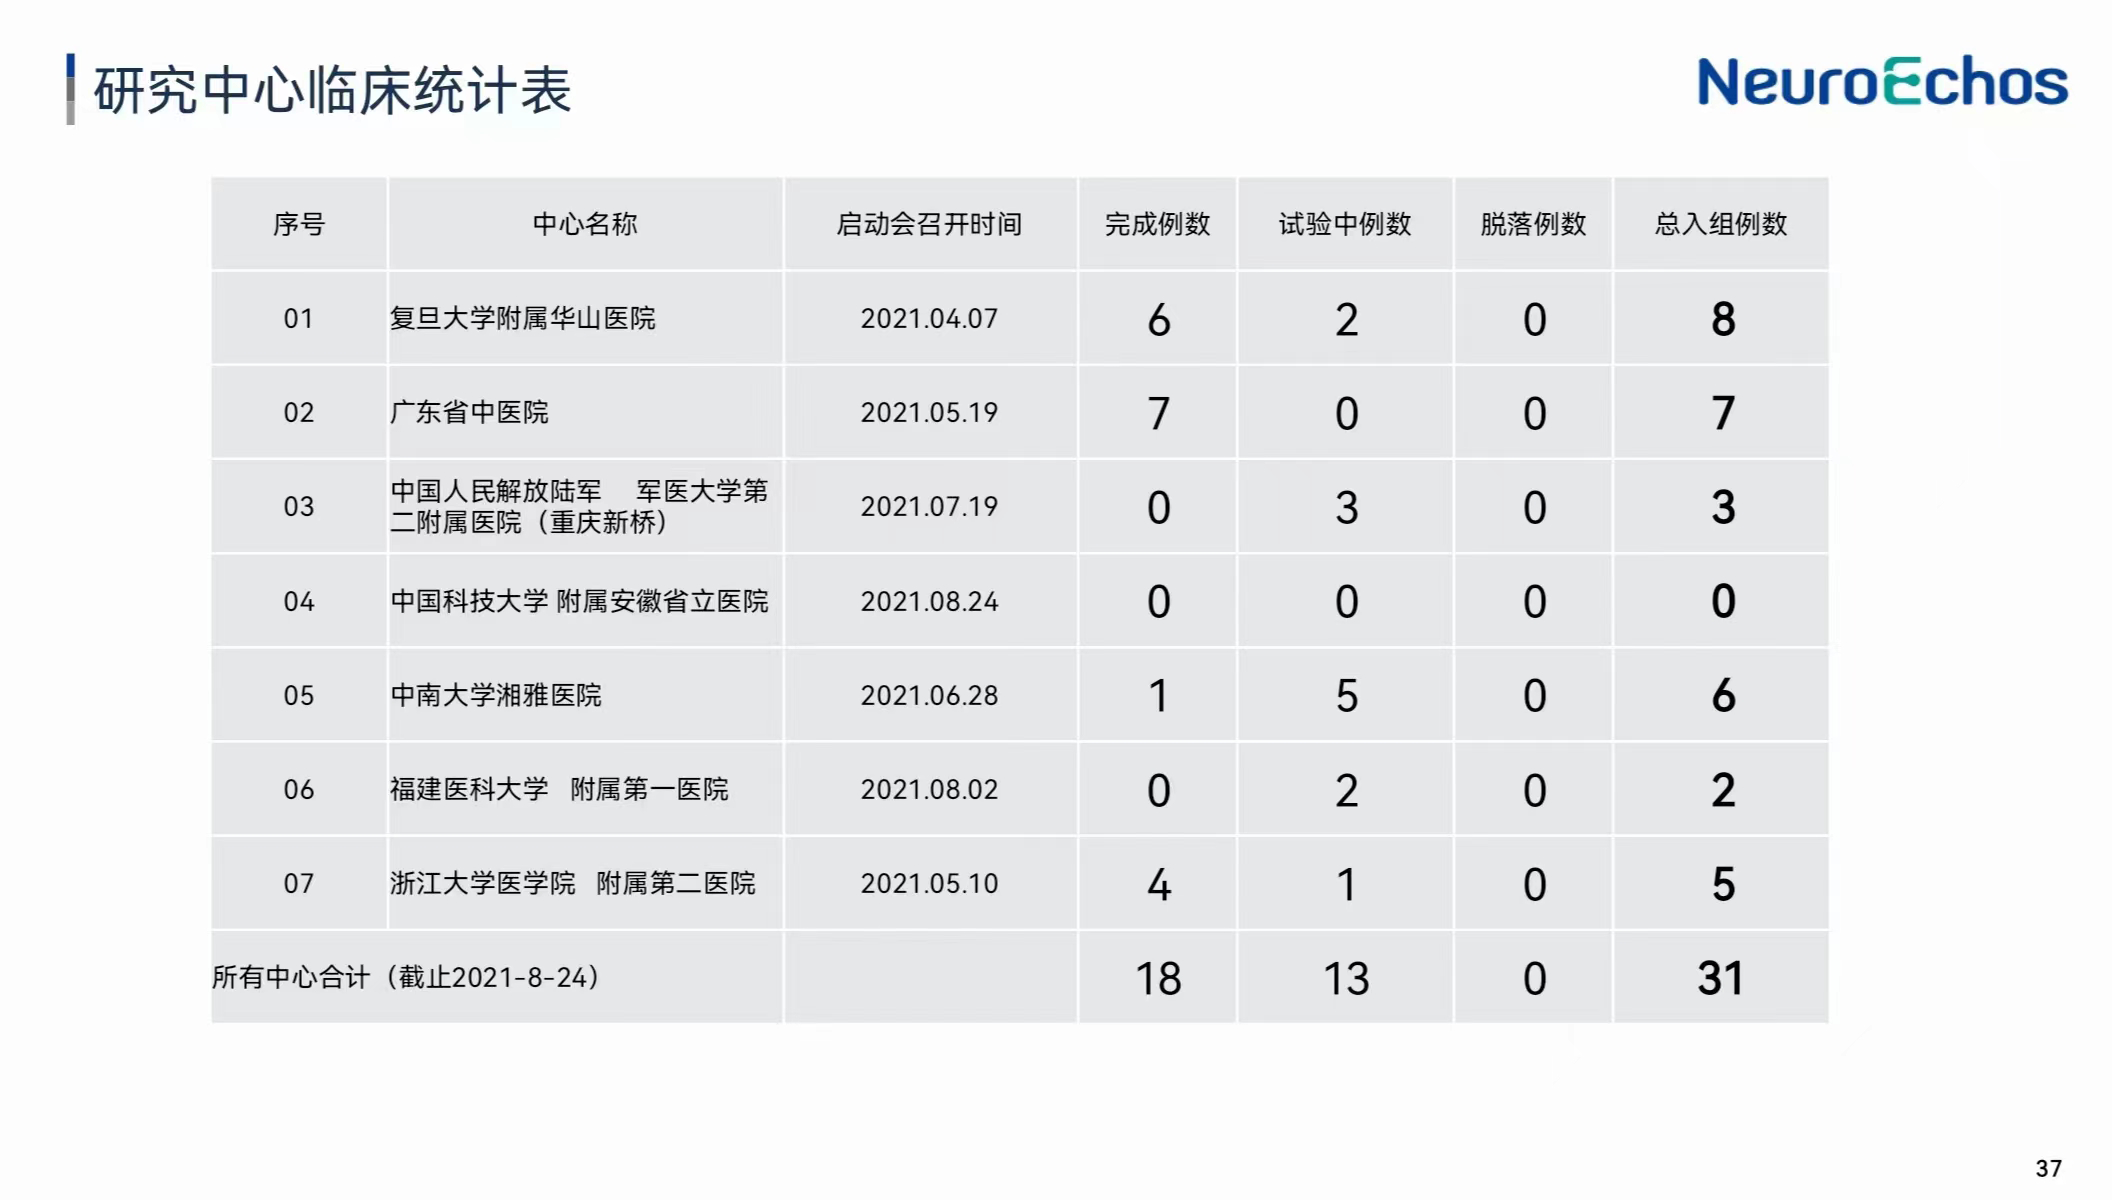 研究中心临床统计表
NeuroEchos
序号 中心名称 启动会召开时间 完成例数 试验中例数 脱落例数 总入组例数
01 复旦大学附属华山医院 2021.04.07 6 2 0 8
02 广东省中医院 2021.05.19 7 0 0 7
03 中国人民解放陆军 军医大学第
二附属医院（重庆新桥） 2021.07.19 0 3 0 3
04 中国科技大学 附属安徽省立医院 2021.08.24 0 0 0 0
05 中南大学湘雅医院 2021.06.28 1 5 0 6
06 福建医科大学 附属第一医院 2021.08.02 0 2 0 2
07 浙江大学医学院 附属第二医院 2021.05.10 4 1 0 5
所有中心合计（截止2021-8-24） 18 13 0 31
37